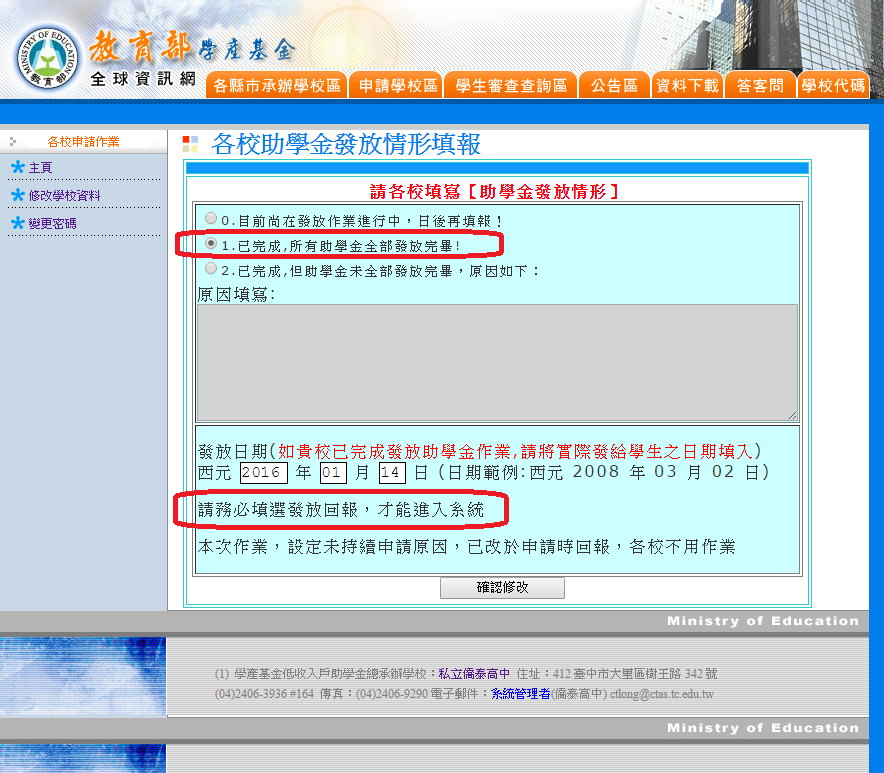 MINISTRY OF EDUCATION
教育部
教育部學產基金
全球資訊網
各縣市承辦學校區 申請學校區 學生審查查詢區 公告區 資料下載 答客問 學校代碼
各校申請作業
主頁
修改學校資料
變更密碼
各校助學金發放情形填報
請各校填寫【助學金發放情形】
0.目前尚在發放作業進行中，日後再填報！
1.已完成,所有助學金全部發放完畢!
2.已完成,但助學金未全部發放完畢，原因如下：
原因填寫:
發放日期(如貴校已完成發放助學金作業,請將實際發給學生之日期填入)
西元 2016 年 01 月 14 日 (日期範例:西元 2008 年 03 月 02 日)
請務必填選發放回報，才能進入系統
本次作業，設定未持續申請原因，已改於申請時回報，各校不用作業
確認修改
Ministry of Education
(1) 學產基金低收入戶助學金總承辦學校：私立僑泰高中 住址：412 臺中市大里區樹王路 342 號
(04)2406-3936 #164 傳真：(04)2406-9290 電子郵件：系統管理者(僑泰高中) ctlong@ctas.tc.edu.tw
Ministry of Education